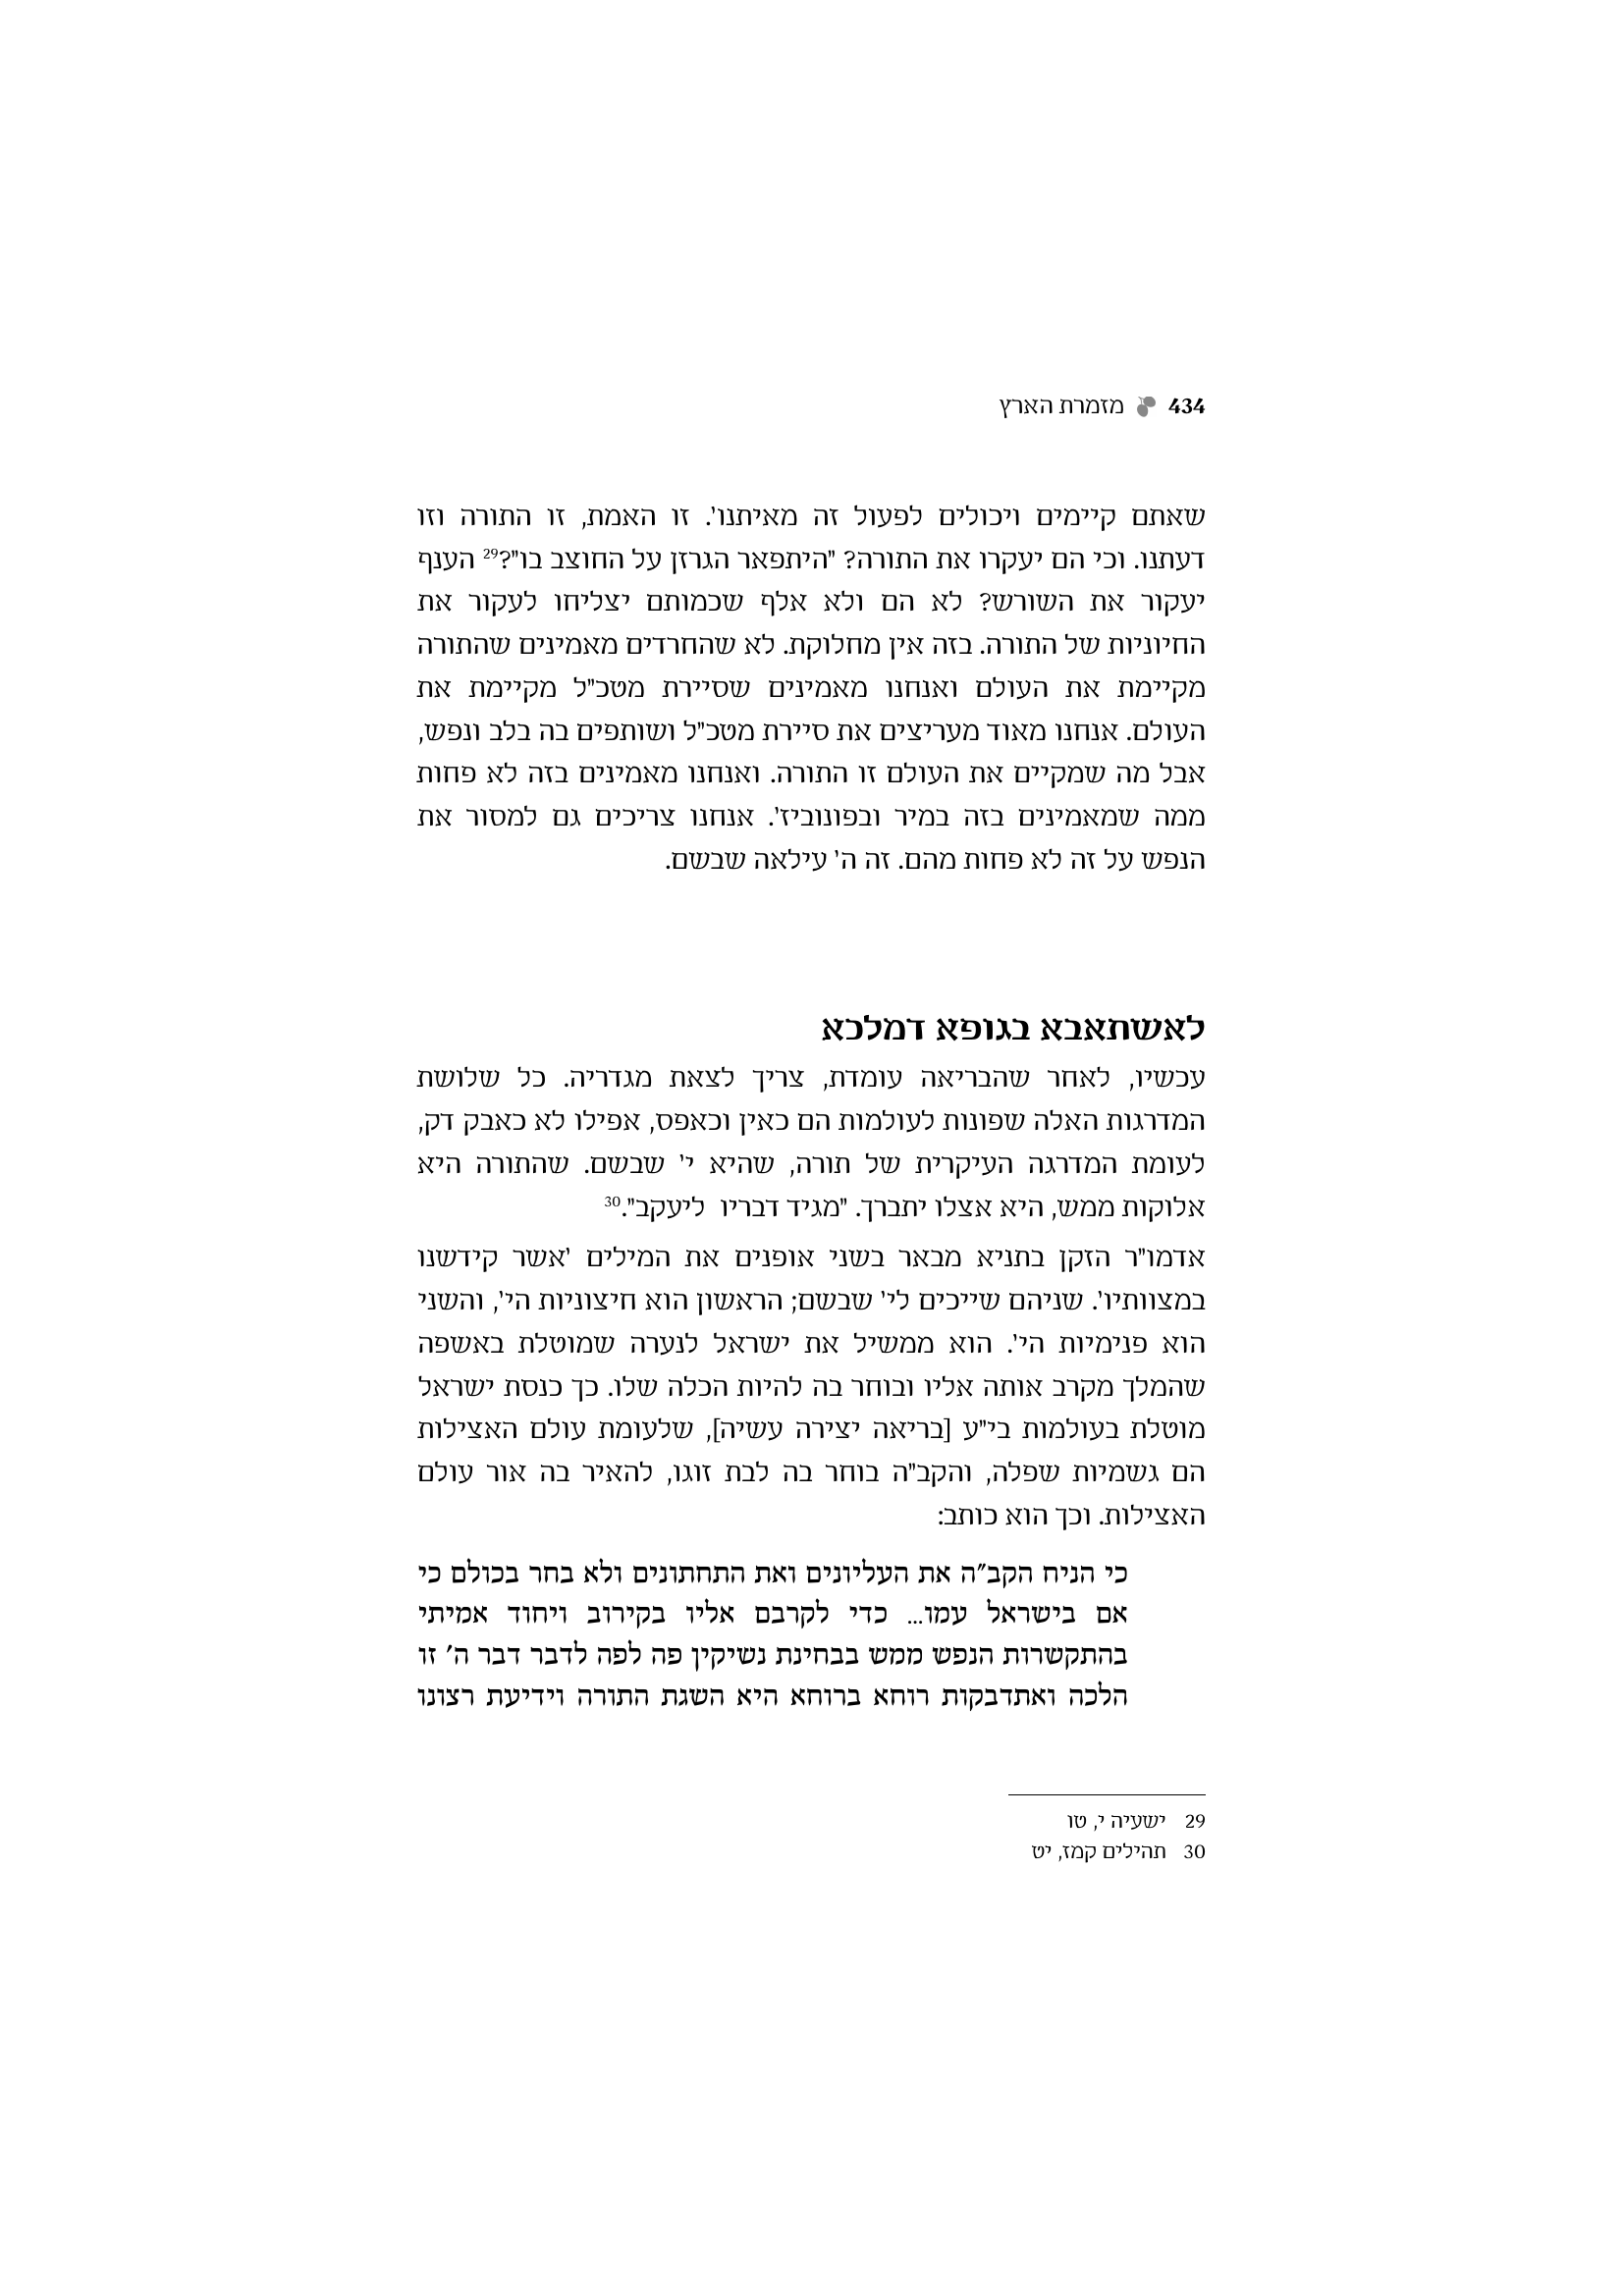 434 מזמרת הארץ
שאתם קיימים ויכולים לפעול זה מאיתנו'. זו האמת, זו התורה וזו
דעתנו. וכי הם יעקרו את התורה? "היתפאר הגרזן על החוצב בו"?29 הענף
יעקור את השורש? לא הם ולא אלף שכמותם יצליחו לעקור את
החיוניות של התורה. בזה אין מחלוקת. לא שהחרדים מאמינים שהתורה
מקיימת את העולם ואנחנו מאמינים שסיירת מטכ"ל מקיימת את
העולם. אנחנו מאוד מעריצים את סיירת מטכ"ל ושותפים בה בלב ונפש,
אבל מה שמקיים את העולם זו התורה. ואנחנו מאמינים בזה לא פחות
ממה שמאמינים בזה במיר ובפונוביז'. אנחנו צריכים גם למסור את
הנפש על זה לא פחות מהם. זה ה' עילאה שבשם.
לאשתאבא בגופא דמלכא
עכשיו, לאחר שהבריאה עומדת, צריך לצאת מגדריה. כל שלושת
המדרגות האלה שפונות לעולמות הם כאין וכאפס, אפילו לא כאבק דק,
לעומת המדרגה העיקרית של תורה, שהיא י' שבשם. שהתורה היא
אלוקות ממש, היא אצלו יתברך. "מגיד דבריו ליעקב".30
אדמו"ר הזקן בתניא מבאר בשני אופנים את המילים 'אשר קידשנו
במצוותיו'. שניהם שייכים לי' שבשם; הראשון הוא חיצוניות הי', והשני
הוא פנימיות הי'. הוא ממשיל את ישראל לנערה שמוטלת באשפה
שהמלך מקרב אותה אליו ובוחר בה להיות הכלה שלו. כך כנסת ישראל
מוטלת בעולמות בי"ע [בריאה יצירה עשיה], שלעומת עולם האצילות
הם גשמיות שפלה, והקב"ה בוחר בה לבת זוגו, להאיר בה אור עולם
האצילות. וכך הוא כותב:
כי הניח הקב"ה את העליונים ואת התחתונים ולא בחר בכולם כי
אם בישראל עמו... כדי לקרבם אליו בקירוב ויחוד אמיתי
בהתקשרות הנפש ממש בבחינת נשיקין פה לפה לדבר דבר ה' זו
הלכה ואתדבקות רוחא ברוחא היא השגת התורה וידיעת רצונו
29 ישעיה י, טו
30 תהילים קמז, יט